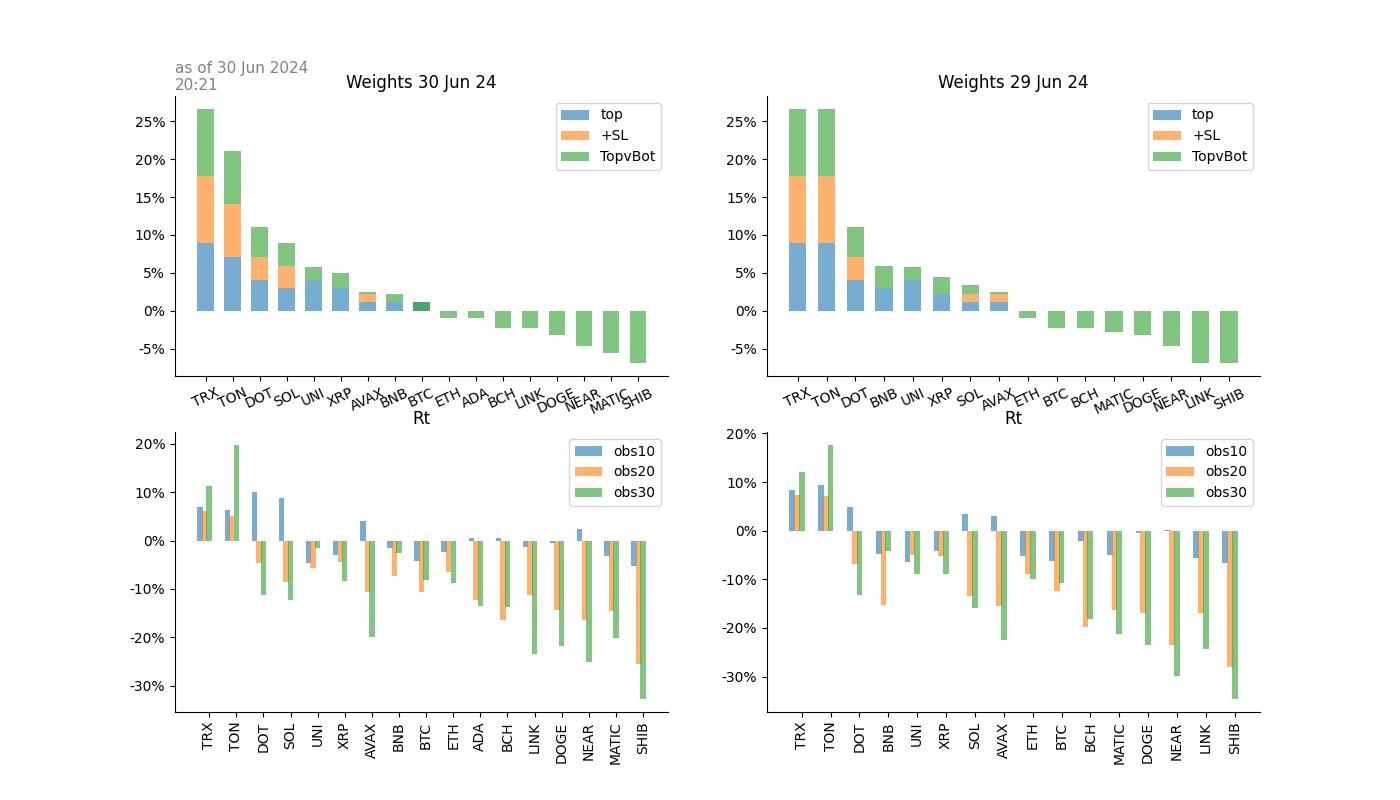 as of 30 Jun 2024
20:21
Weights 30 Jun 24
25%
20%
15%
10%
5%
0%
-5%
top
+SL
TopvBot
TRX TON DOT SOL UNI XRP AVAX BNB BTC ETH ADA BCH LINK DOGE NEAR MATIC SHIB
Weights 29 Jun 24
25%
20%
15%
10%
5%
0%
-5%
top
+SL
TopvBot
TRX TON DOT BNB UNI XRP SOL AVAX ETH BTC BCH MATIC DOGE NEAR LINK SHIB
Rt
20%
10%
0%
-10%
-20%
-30%
obs10
obs20
obs30
TRX TON DOT SOL UNI XRP AVAX BNB BTC ETH ADA BCH LINK DOGE NEAR MATIC SHIB
Rt
20%
10%
0%
-10%
-20%
-30%
obs10
obs20
obs30
TRX TON DOT BNB UNI XRP SOL AVAX ETH BTC BCH MATIC DOGE NEAR LINK SHIB